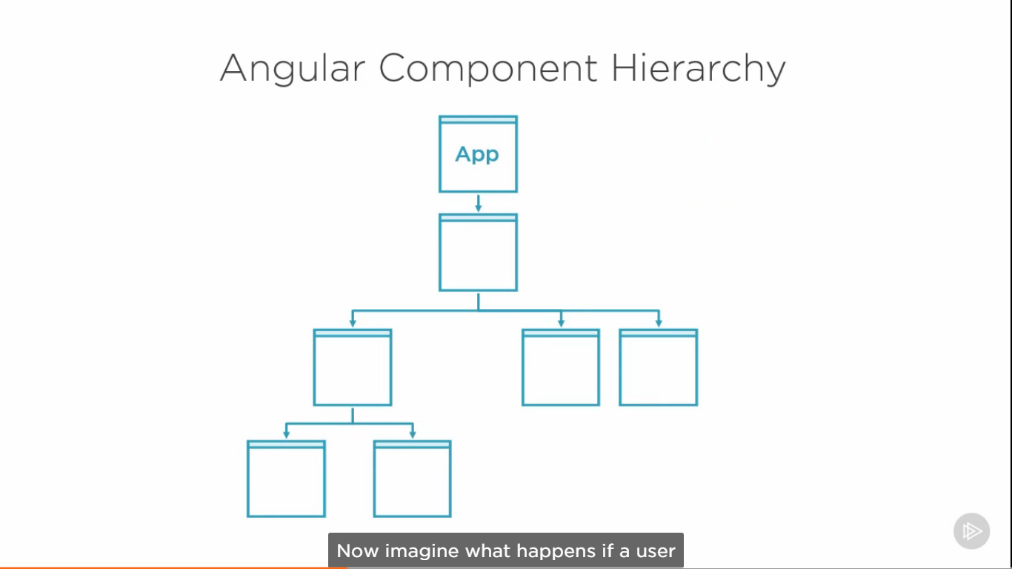 Angular Component Hierarchy
App
Now imagine what happens if a user